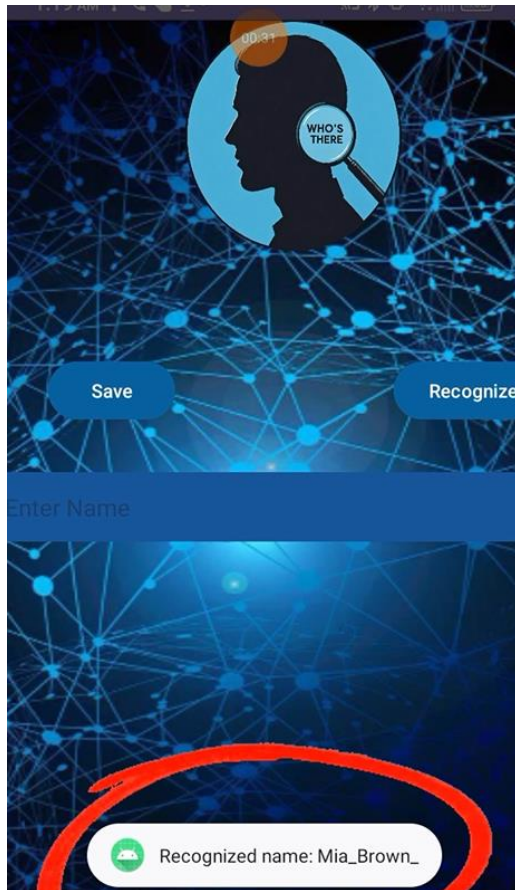 00:31
WHO'S
THERE
Save
Recognize
Enter Name
Recognized name: Mia_Brown_